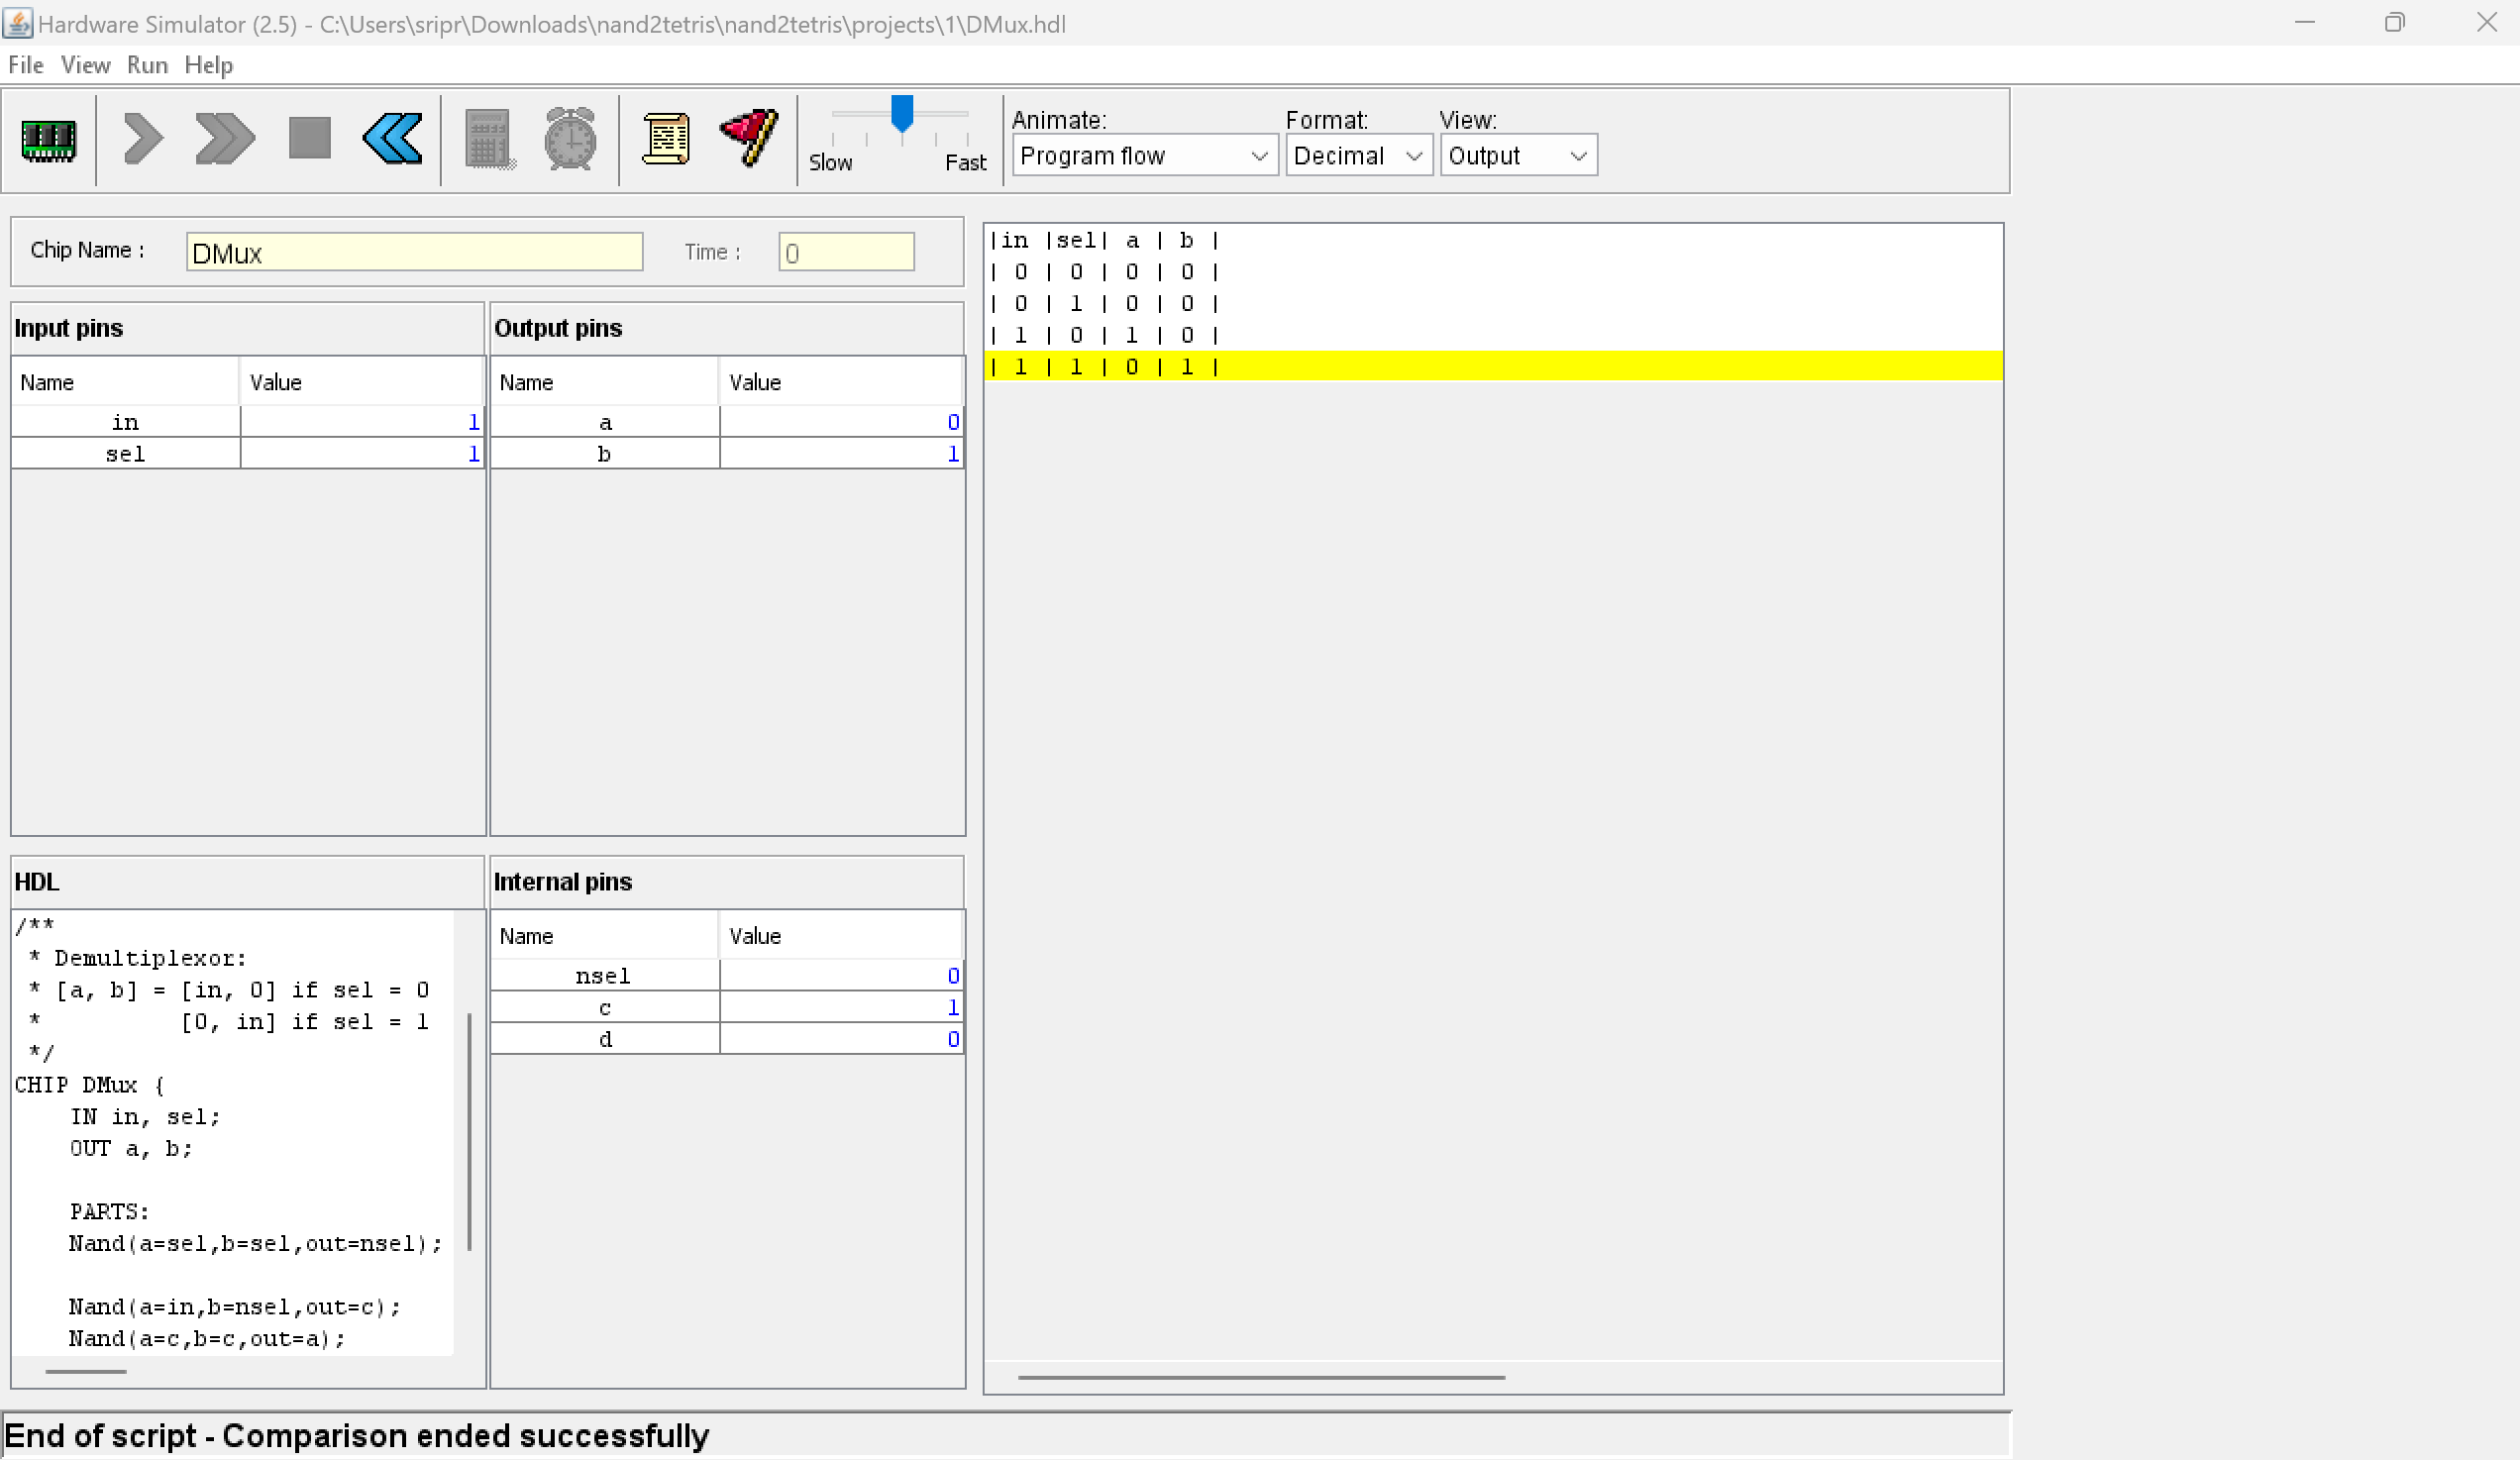 Hardware Simulator (2.5) - C:\Users\sripr\Downloads\nand2tetris\nand2tetris\projects\1\DMux.hdl
File View Run Help
Animate: Format: View:
Slow Fast Program flow Decimal Output
Chip Name : DMux Time : 0
Input pins
Name Value
in 1
sel 1
Output pins
Name Value
a 0
b 1
HDL
/**
 * Demultiplexor:
 * [a, b] = [in, 0] if sel = 0
 *          [0, in] if sel = 1
 */
CHIP DMux {
    IN in, sel;
    OUT a, b;
    PARTS:
    Nand(a=sel,b=sel,out=nsel);
    Nand(a=in,b=nsel,out=c);
    Nand(a=c,b=c,out=a);
Internal pins
Name Value
nsel 0
c 1
d 0
|in |sel| a | b |
| 0 | 0 | 0 | 0 |
| 0 | 1 | 0 | 0 |
| 1 | 0 | 1 | 0 |
| 1 | 1 | 0 | 1 |
End of script - Comparison ended successfully